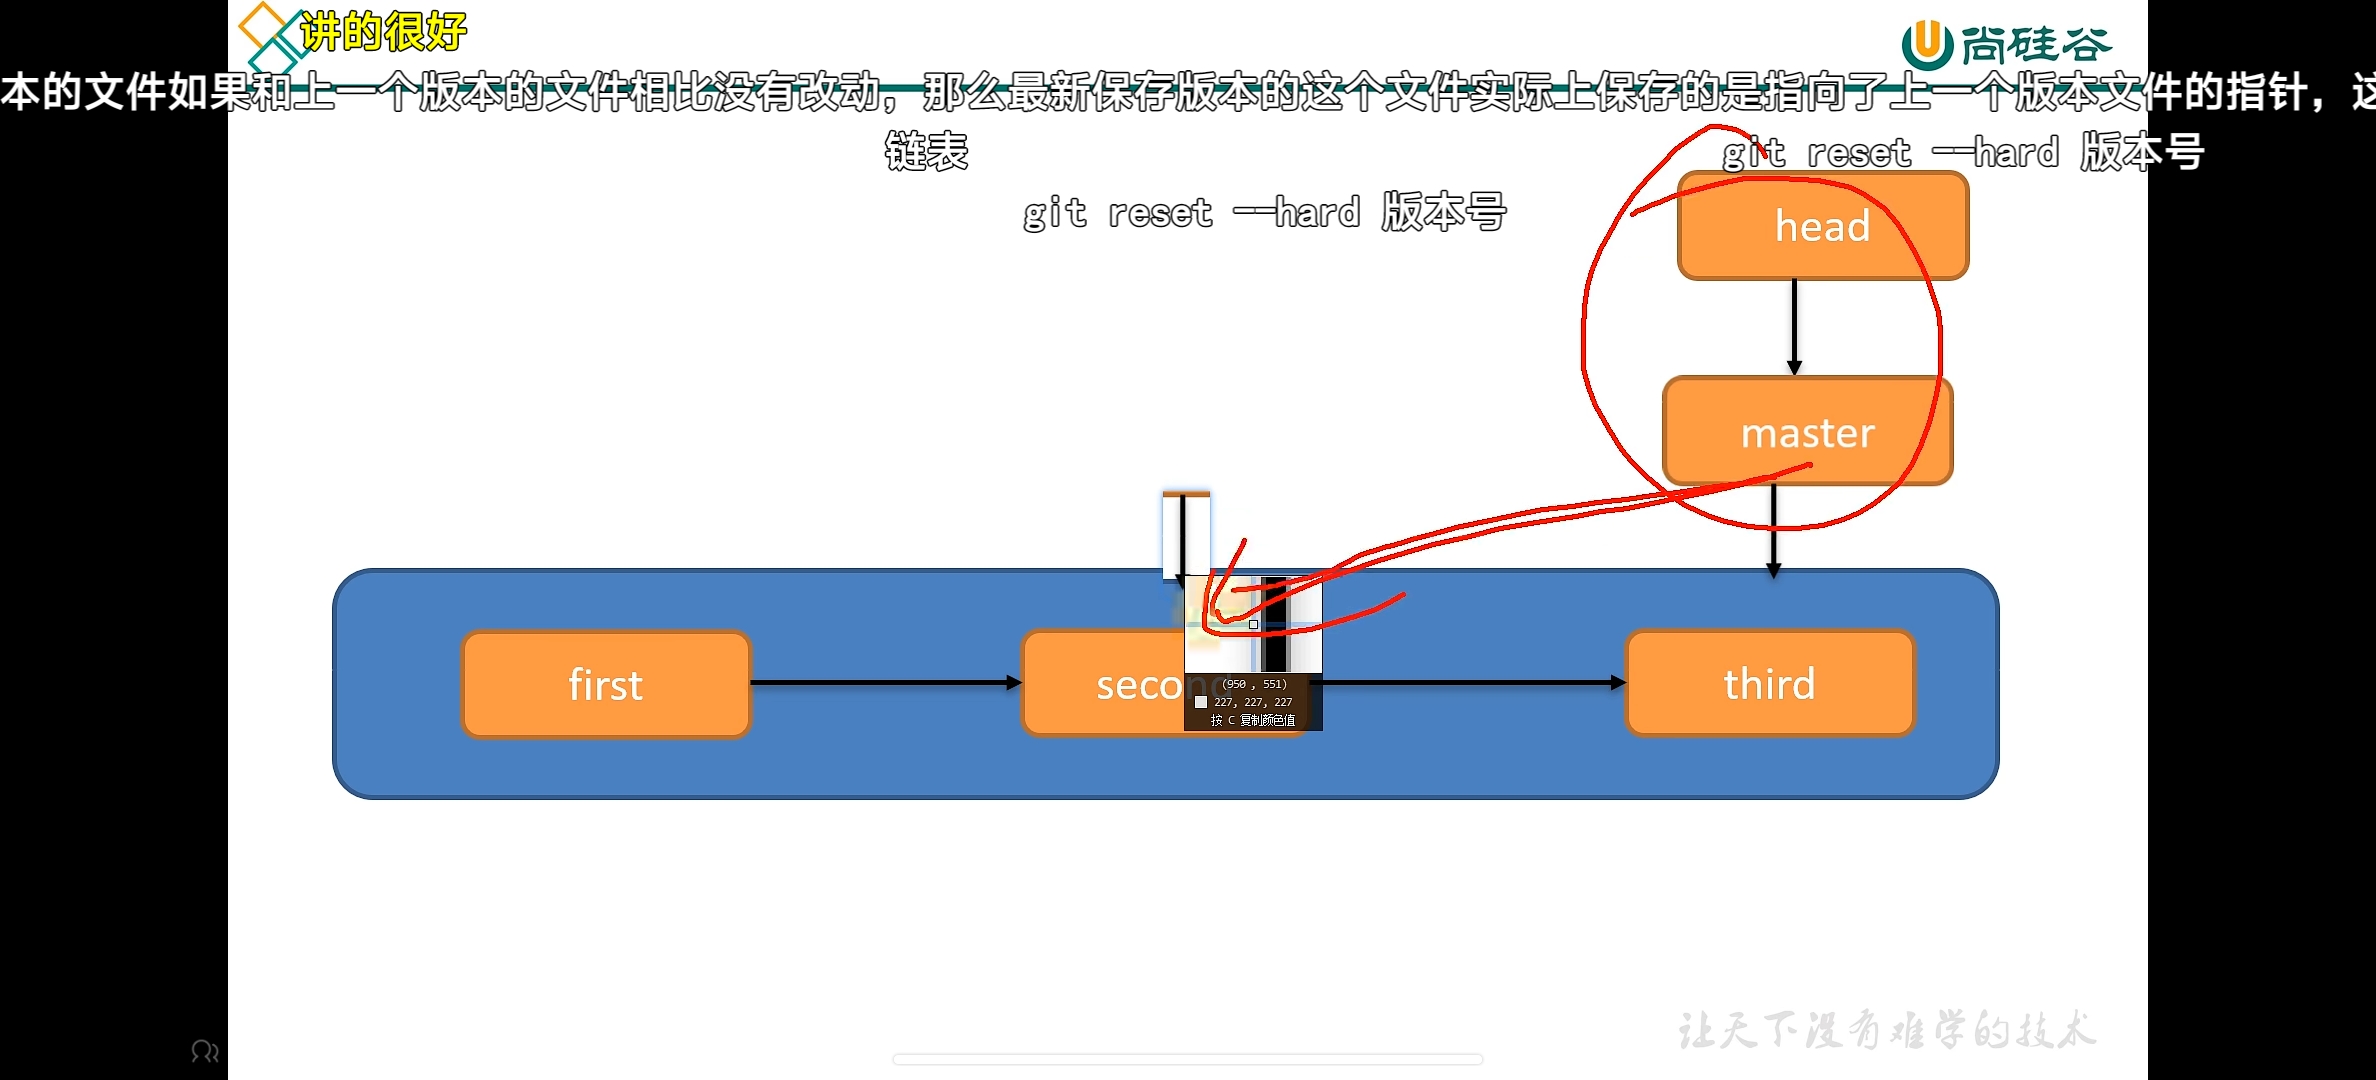 讲的很好
尚硅谷
本的文件如果和上一个版本的文件相比没有改动，那么最新保存版本的这个文件实际上保存的是指向了上一个版本文件的指针，这
链表
git reset --hard 版本号
git reset --hard 版本号
head
master
first
second
third
(950 , 551)
227, 227, 227
按 C 复制颜色值
让天下没有难学的技术